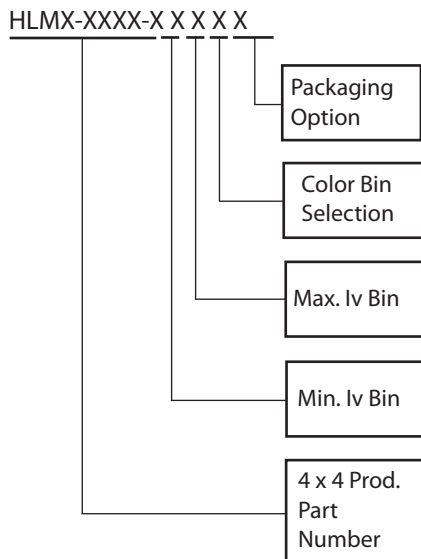 HLMX-XXXX-X X X X X
Packaging
Option
Color Bin
Selection
Max. Iv Bin
Min. Iv Bin
4 x 4 Prod.
Part
Number